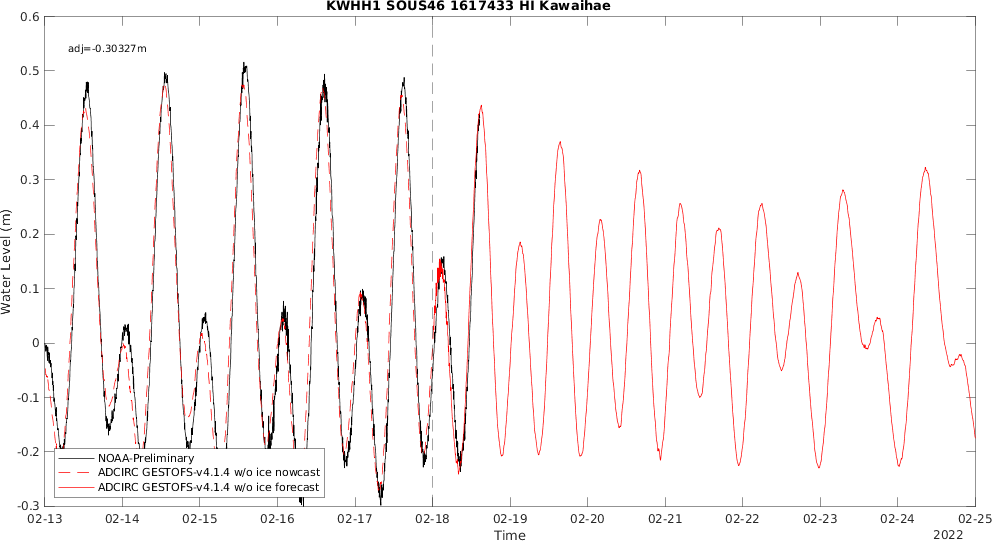 KWHH1 SOUS46 1617433 HI Kawaihae
adj=-0.30327m
0.6
0.5
0.4
0.3
0.2
0.1
0
-0.1
-0.2
-0.3
Water Level (m)
NOAA-Preliminary
ADCIRC GESTOFS-v4.1.4 w/o ice nowcast
ADCIRC GESTOFS-v4.1.4 w/o ice forecast
02-13 02-14 02-15 02-16 02-17 02-18 02-19 02-20 02-21 02-22 02-23 02-24 02-25
Time
2022